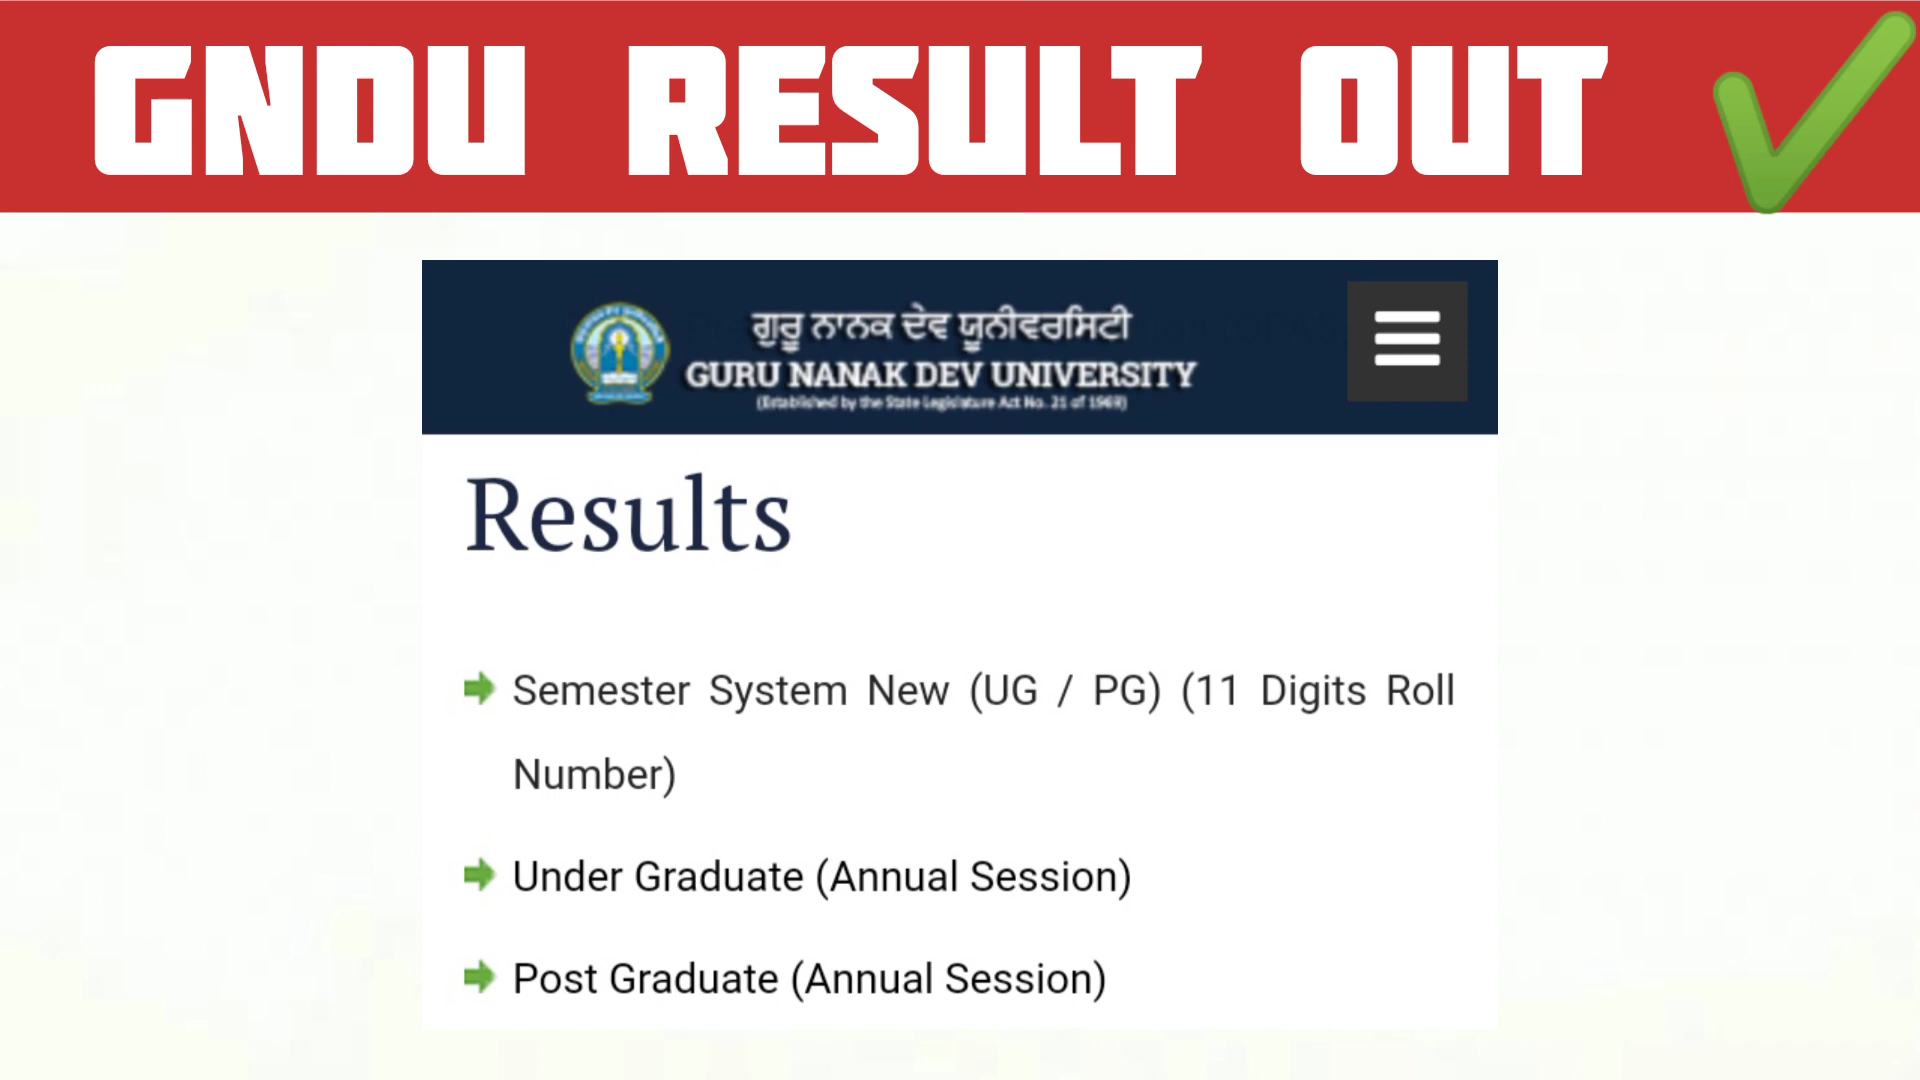 GNDU RESULT OUT
ਗੁਰੂ ਨਾਨਕ ਦੇਵ ਯੂਨੀਵਰਸਿਟੀ
GURU NANAK DEV UNIVERSITY
(Established by the State Legislature Act No. 21 of 1969)
Results
Semester System New (UG / PG) (11 Digits Roll
Number)
Under Graduate (Annual Session)
Post Graduate (Annual Session)